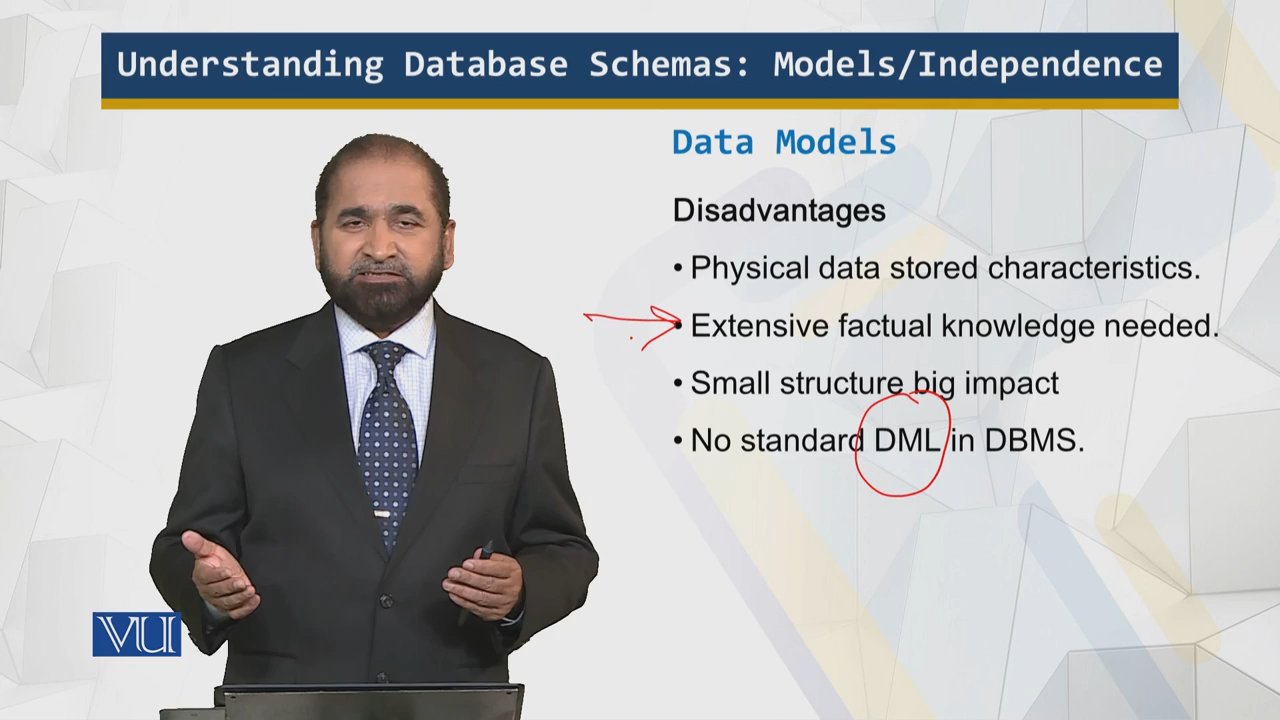 Understanding Database Schemas: Models/Independence
Data Models
Disadvantages
• Physical data stored characteristics.
• Extensive factual knowledge needed.
• Small structure big impact
• No standard DML in DBMS.
VU